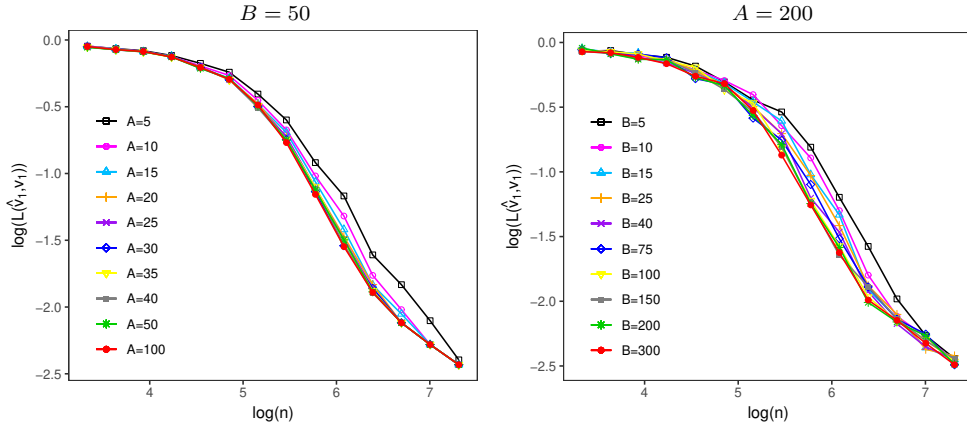 B = 50
A = 200
log(L(v̂₁,v₁))
0.0
−0.5
−1.0
−1.5
−2.0
−2.5
A=5
A=10
A=15
A=20
A=25
A=30
A=35
A=40
A=50
A=100
4
5
6
7
log(n)
log(L(v̂₁,v₁))
0.0
−0.5
−1.0
−1.5
−2.0
−2.5
B=5
B=10
B=15
B=25
B=40
B=75
B=100
B=150
B=200
B=300
4
5
6
7
log(n)